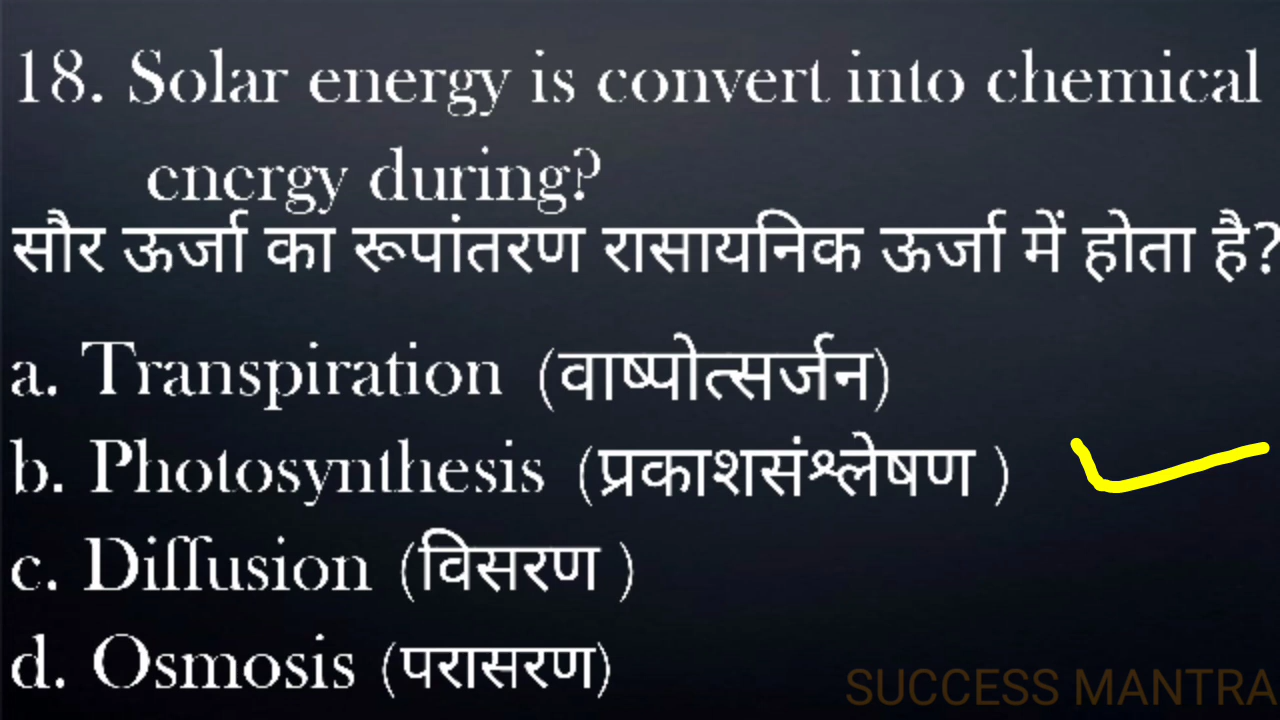 18. Solar energy is convert into chemical
energy during?
सौर ऊर्जा का रूपांतरण रासायनिक ऊर्जा में होता है?
a. Transpiration (वाष्पोत्सर्जन)
b. Photosynthesis (प्रकाशसंश्लेषण )
c. Diffusion (विसरण )
d. Osmosis (परासरण)
SUCCESS MANTRA